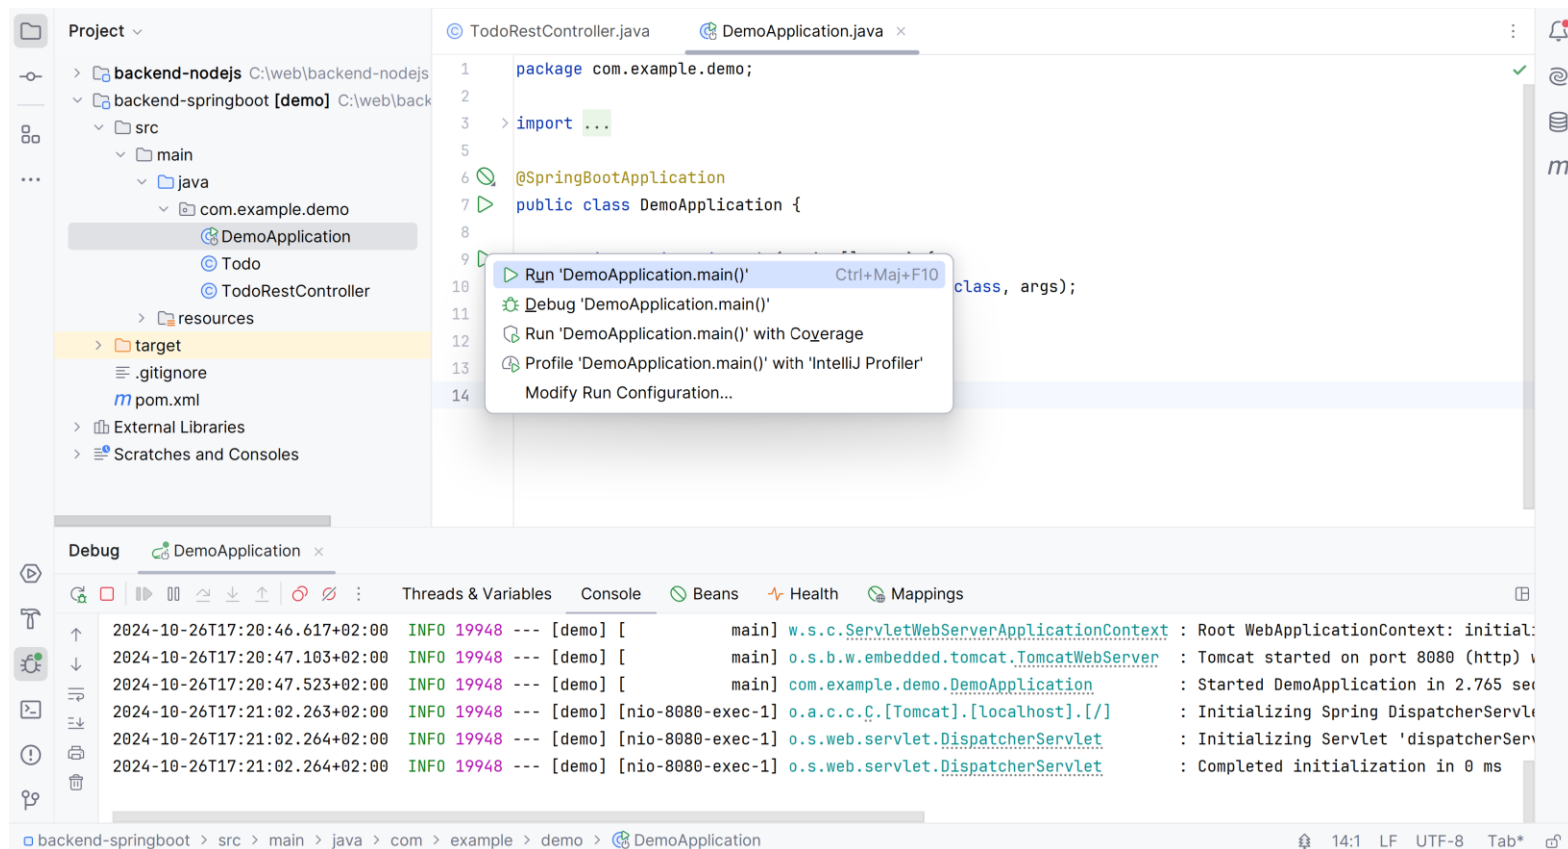 Project
TodoRestController.java
DemoApplication.java
backend-nodejs C:\web\backend-nodejs
backend-springboot [demo] C:\web\back
src
main
java
com.example.demo
DemoApplication
Todo
TodoRestController
resources
target
.gitignore
m pom.xml
External Libraries
Scratches and Consoles
1 package com.example.demo;
2
3 import ...
5
6 @SpringBootApplication
7 public class DemoApplication {
8
9
10 class, args);
11
12
13
14
Run 'DemoApplication.main()' Ctrl+Maj+F10
Debug 'DemoApplication.main()'
Run 'DemoApplication.main()' with Coverage
Profile 'DemoApplication.main()' with 'IntelliJ Profiler'
Modify Run Configuration...
m
Debug DemoApplication
Threads & Variables Console Beans Health Mappings
2024-10-26T17:20:46.617+02:00 INFO 19948 --- [demo] [ main] w.s.c.ServletWebServerApplicationContext : Root WebApplicationContext: initial
2024-10-26T17:20:47.103+02:00 INFO 19948 --- [demo] [ main] o.s.b.w.embedded.tomcat.TomcatWebServer : Tomcat started on port 8080 (http) w
2024-10-26T17:20:47.523+02:00 INFO 19948 --- [demo] [ main] com.example.demo.DemoApplication : Started DemoApplication in 2.765 sec
2024-10-26T17:21:02.263+02:00 INFO 19948 --- [demo] [nio-8080-exec-1] o.a.c.c.C.[Tomcat].[localhost].[/] : Initializing Spring DispatcherServle
2024-10-26T17:21:02.264+02:00 INFO 19948 --- [demo] [nio-8080-exec-1] o.s.web.servlet.DispatcherServlet : Initializing Servlet 'dispatcherServ
2024-10-26T17:21:02.264+02:00 INFO 19948 --- [demo] [nio-8080-exec-1] o.s.web.servlet.DispatcherServlet : Completed initialization in 0 ms
backend-springboot > src > main > java > com > example > demo > DemoApplication
14:1 LF UTF-8 Tab*